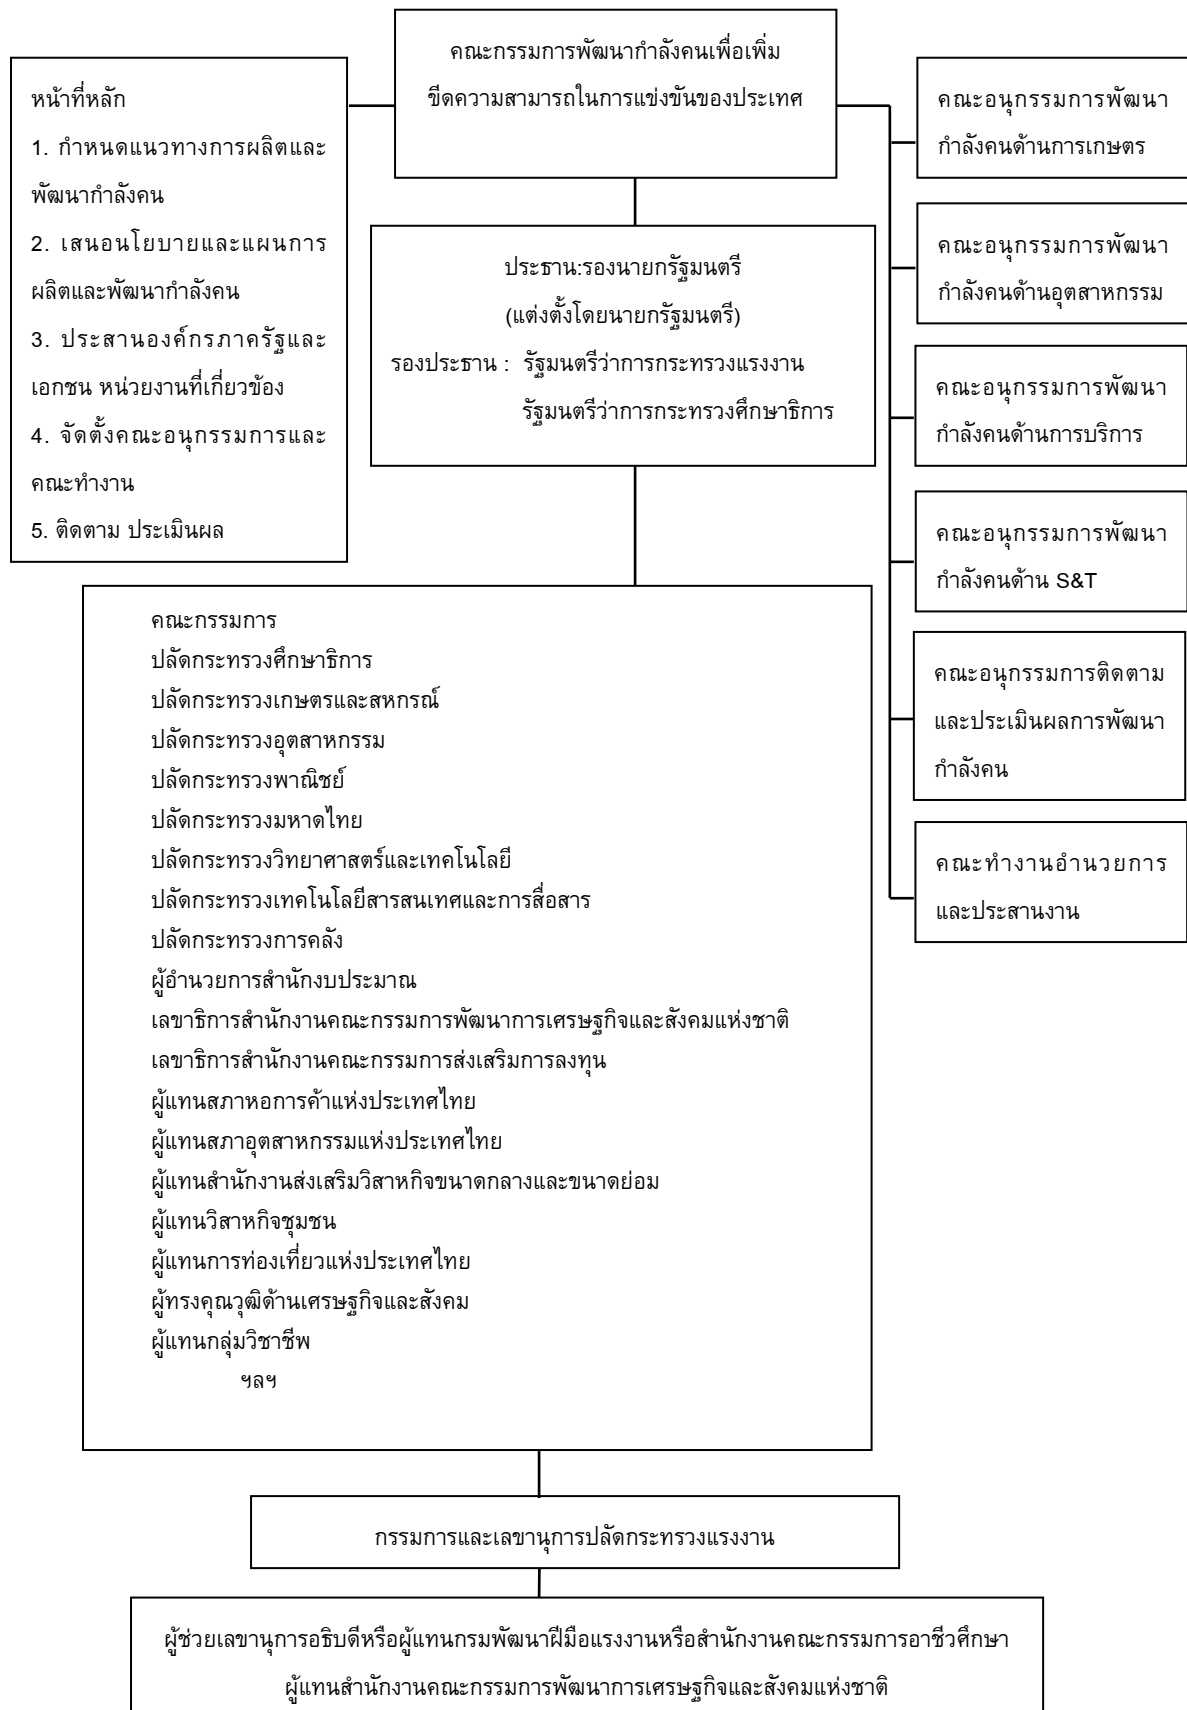 คณะกรรมการพัฒนากำลังคนเพื่อเพิ่ม
ขีดความสามารถในการแข่งขันของประเทศ
หน้าที่หลัก
1. กำหนดแนวทางการผลิตและ
พัฒนากำลังคน
2. เสนอนโยบายและแผนการ
ผลิตและพัฒนากำลังคน
3. ประสานองค์กรภาครัฐและ
เอกชน หน่วยงานที่เกี่ยวข้อง
4. จัดตั้งคณะอนุกรรมการและ
คณะทำงาน
5. ติดตาม ประเมินผล
ประธาน:รองนายกรัฐมนตรี
(แต่งตั้งโดยนายกรัฐมนตรี)
รองประธาน : รัฐมนตรีว่าการกระทรวงแรงงาน
รัฐมนตรีว่าการกระทรวงศึกษาธิการ
คณะอนุกรรมการพัฒนา
กำลังคนด้านการเกษตร
คณะอนุกรรมการพัฒนา
กำลังคนด้านอุตสาหกรรม
คณะอนุกรรมการพัฒนา
กำลังคนด้านการบริการ
คณะอนุกรรมการพัฒนา
กำลังคนด้าน S&T
คณะอนุกรรมการติดตาม
และประเมินผลการพัฒนา
กำลังคน
คณะทำงานอำนวยการ
และประสานงาน
คณะกรรมการ
ปลัดกระทรวงศึกษาธิการ
ปลัดกระทรวงเกษตรและสหกรณ์
ปลัดกระทรวงอุตสาหกรรม
ปลัดกระทรวงพาณิชย์
ปลัดกระทรวงมหาดไทย
ปลัดกระทรวงวิทยาศาสตร์และเทคโนโลยี
ปลัดกระทรวงเทคโนโลยีสารสนเทศและการสื่อสาร
ปลัดกระทรวงการคลัง
ผู้อำนวยการสำนักงบประมาณ
เลขาธิการสำนักงานคณะกรรมการพัฒนาการเศรษฐกิจและสังคมแห่งชาติ
เลขาธิการสำนักงานคณะกรรมการส่งเสริมการลงทุน
ผู้แทนสภาหอการค้าแห่งประเทศไทย
ผู้แทนสภาอุตสาหกรรมแห่งประเทศไทย
ผู้แทนสำนักงานส่งเสริมวิสาหกิจขนาดกลางและขนาดย่อม
ผู้แทนวิสาหกิจชุมชน
ผู้แทนการท่องเที่ยวแห่งประเทศไทย
ผู้ทรงคุณวุฒิด้านเศรษฐกิจและสังคม
ผู้แทนกลุ่มวิชาชีพ
ฯลฯ
กรรมการและเลขานุการปลัดกระทรวงแรงงาน
ผู้ช่วยเลขานุการอธิบดีหรือผู้แทนกรมพัฒนาฝีมือแรงงานหรือสำนักงานคณะกรรมการอาชีวศึกษา
ผู้แทนสำนักงานคณะกรรมการพัฒนาการเศรษฐกิจและสังคมแห่งชาติ